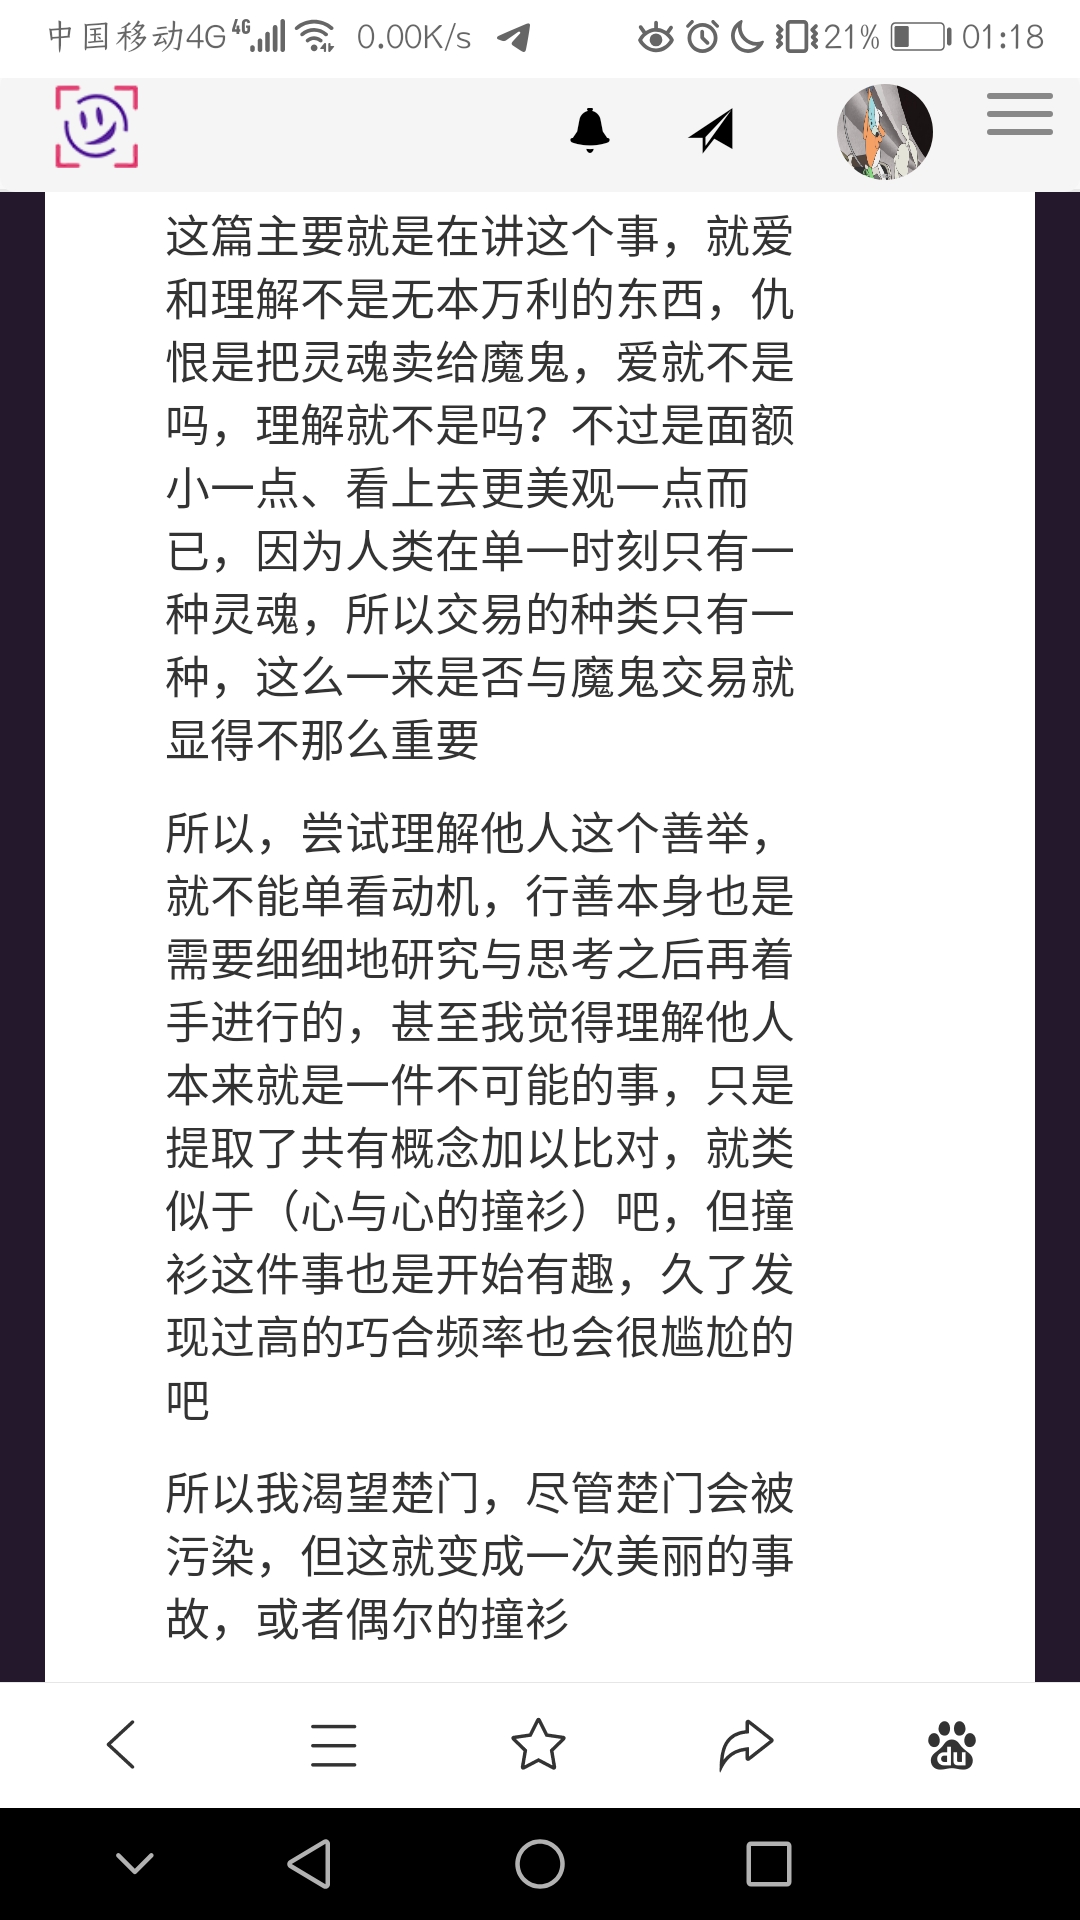 中国移动4G 4G 0.00K/s 21% 01:18
这篇主要就是在讲这个事，就爱
和理解不是无本万利的东西，仇
恨是把灵魂卖给魔鬼，爱就不是
吗，理解就不是吗？不过是面额
小一点、看上去更美观一点而
已，因为人类在单一时刻只有一
种灵魂，所以交易的种类只有一
种，这么一来是否与魔鬼交易就
显得不那么重要
所以，尝试理解他人这个善举，
就不能单看动机，行善本身也是
需要细细地研究与思考之后再着
手进行的，甚至我觉得理解他人
本来就是一件不可能的事，只是
提取了共有概念加以比对，就类
似于（心与心的撞衫）吧，但撞
衫这件事也是开始有趣，久了发
现过高的巧合频率也会很尴尬的
吧
所以我渴望楚门，尽管楚门会被
污染，但这就变成一次美丽的事
故，或者偶尔的撞衫
du